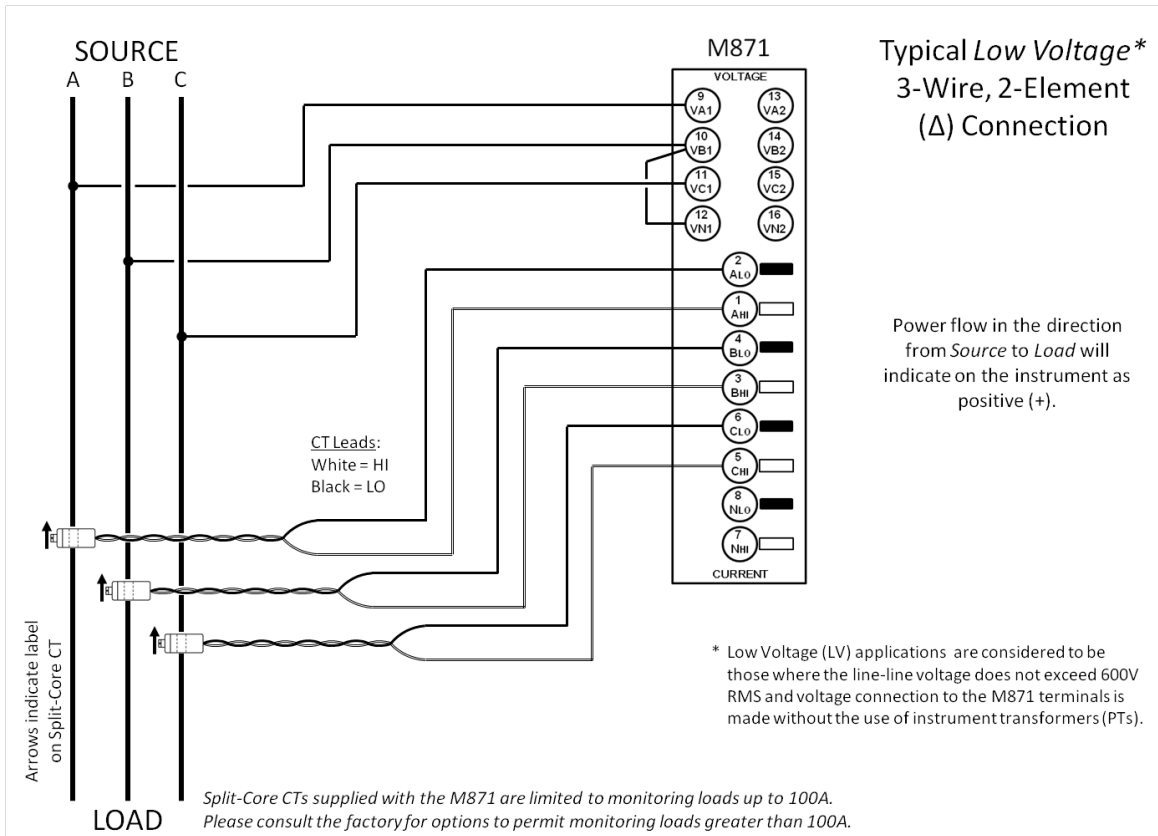 SOURCE
A B C
M871
VOLTAGE
9
VA1
13
VA2
10
VB1
14
VB2
11
VC1
15
VC2
12
VN1
16
VN2
2
ALO
1
AHI
4
BLO
3
BHI
6
CLO
5
CHI
8
NLO
7
NHI
CURRENT
Typical Low Voltage*
3-Wire, 2-Element
(Δ) Connection
Power flow in the direction
from Source to Load will
indicate on the instrument as
positive (+).
CT Leads:
White = HI
Black = LO
Arrows indicate label
on Split-Core CT
* Low Voltage (LV) applications are considered to be
those where the line-line voltage does not exceed 600V
RMS and voltage connection to the M871 terminals is
made without the use of instrument transformers (PTs).
LOAD
Split-Core CTs supplied with the M871 are limited to monitoring loads up to 100A.
Please consult the factory for options to permit monitoring loads greater than 100A.